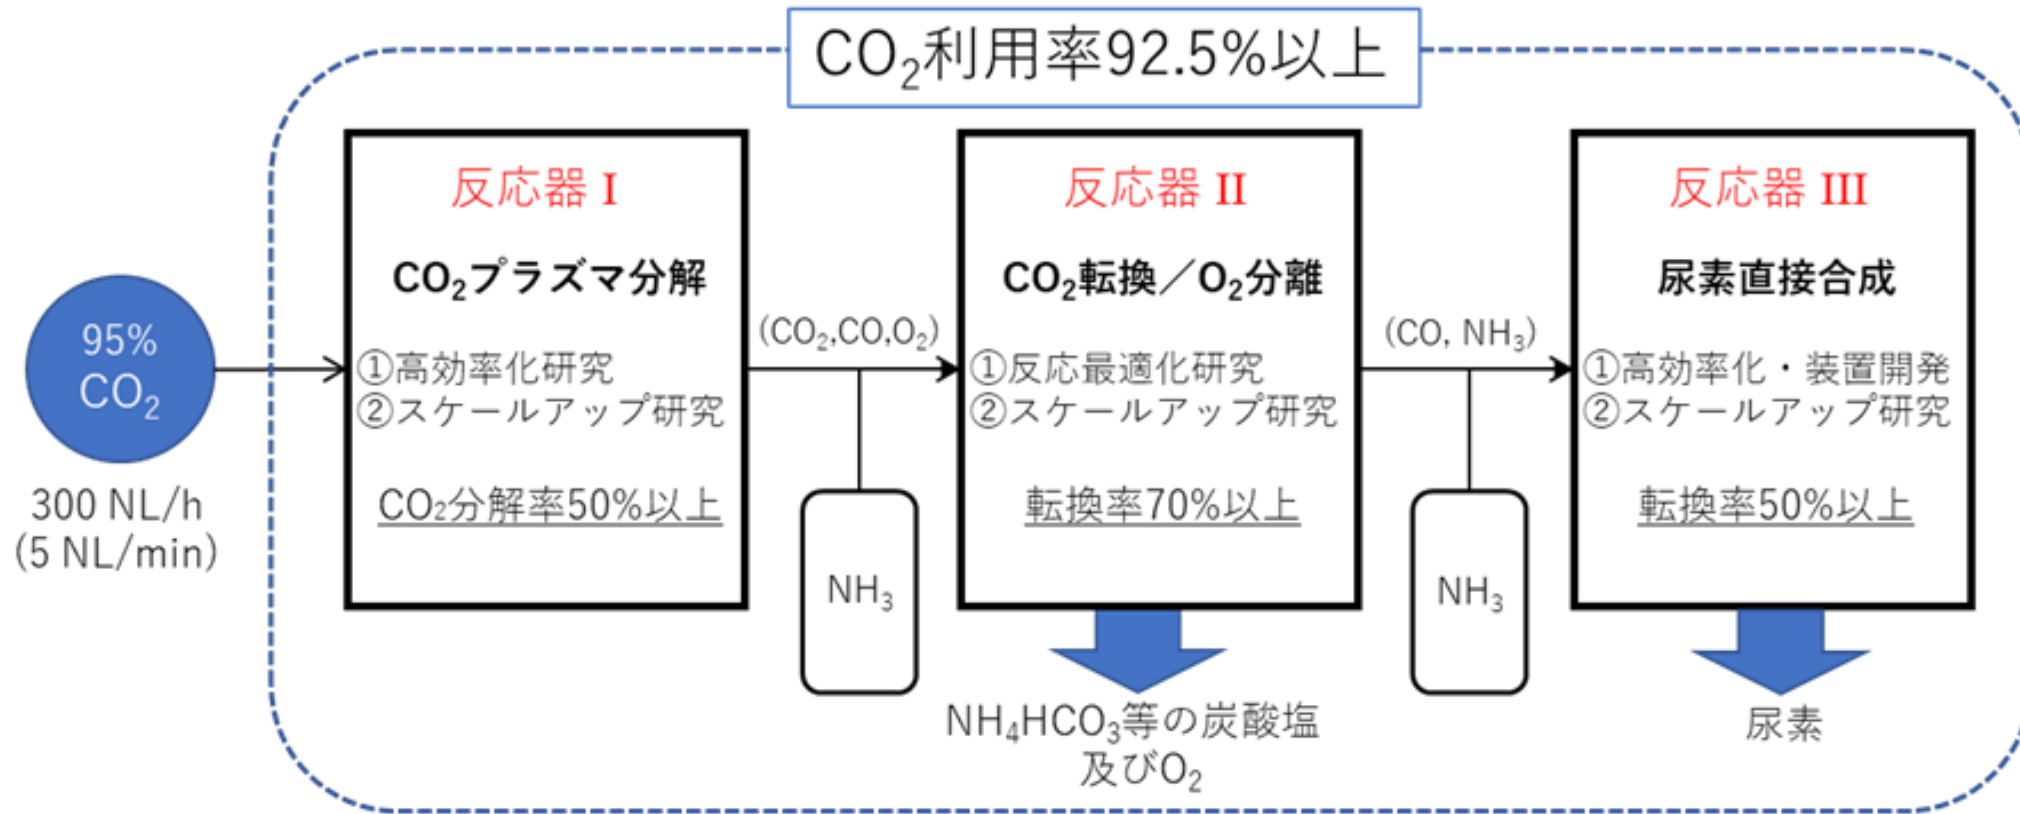 CO₂利用率92.5%以上
95%
CO₂
300 NL/h
(5 NL/min)
反応器 I
CO₂プラズマ分解
①高効率化研究
②スケールアップ研究
CO₂分解率50%以上
(CO₂,CO,O₂)
NH₃
反応器 II
CO₂転換／O₂分離
①反応最適化研究
②スケールアップ研究
転換率70%以上
NH₄HCO₃等の炭酸塩
及びO₂
(CO, NH₃)
NH₃
反応器 III
尿素直接合成
①高効率化・装置開発
②スケールアップ研究
転換率50%以上
尿素